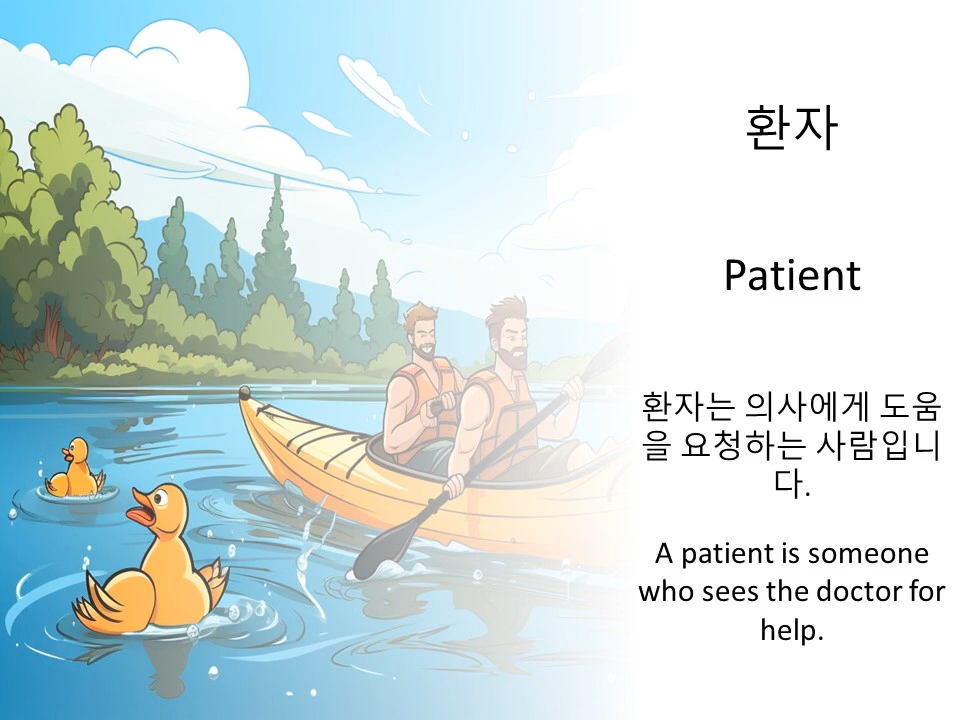 환자
Patient
환자는 의사에게 도움
을 요청하는 사람입니
다.
A patient is someone
who sees the doctor for
help.